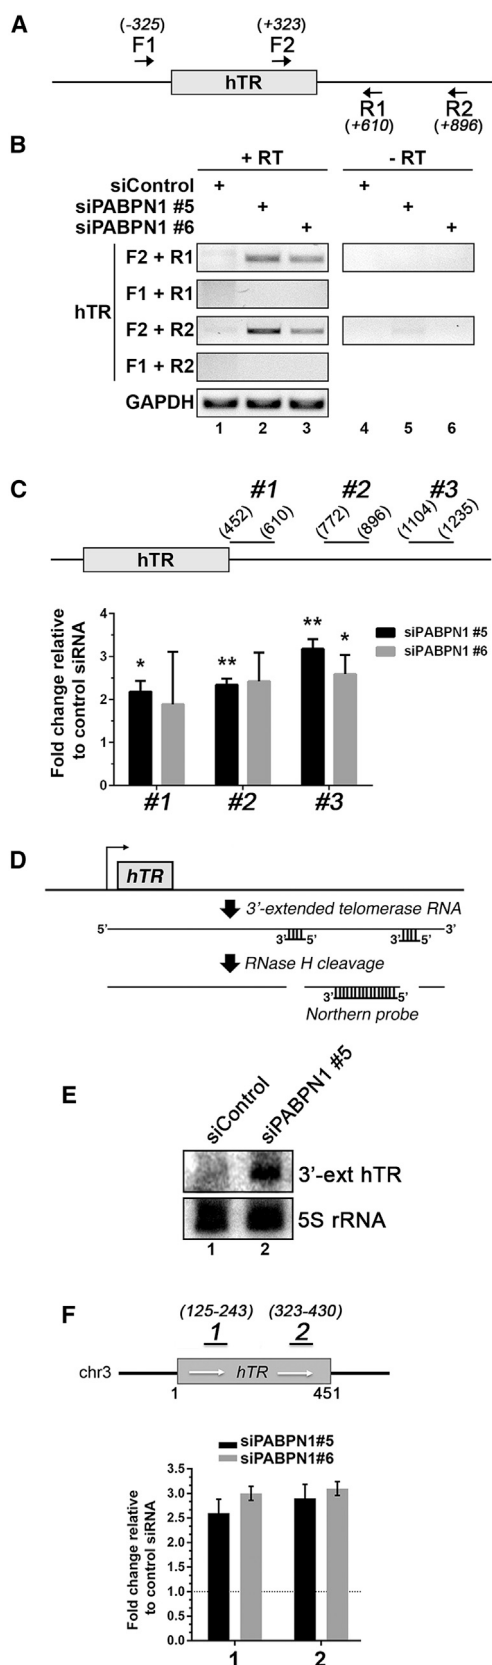 A
(-325)
(+323)
F1
F2
hTR
R1
R2
(+610)
(+896)
B
+ RT
- RT
siControl
+
+
siPABPN1 #5
+
+
siPABPN1 #6
+
+
hTR
F2 + R1
F1 + R1
F2 + R2
F1 + R2
GAPDH
1 2 3 4 5 6
C
#1 #2 #3
(452) (610) (772) (896) (1104) (1235)
hTR
Fold change relative
to control siRNA
4
3
2
1
0
* ** ** *
siPABPN1 #5
siPABPN1 #6
#1 #2 #3
D
hTR
3'-extended telomerase RNA
5' 3'
3' 5' 3' 5'
RNase H cleavage
3' 5'
Northern probe
E
siControl
siPABPN1 #5
3'-ext hTR
5S rRNA
1 2
F
(125-243) (323-430)
1 2
chr3
hTR
1 451
siPABPN1#5
siPABPN1#6
Fold change relative
to control siRNA
3.5
3.0
2.5
2.0
1.5
1.0
0.5
0.0
1 2